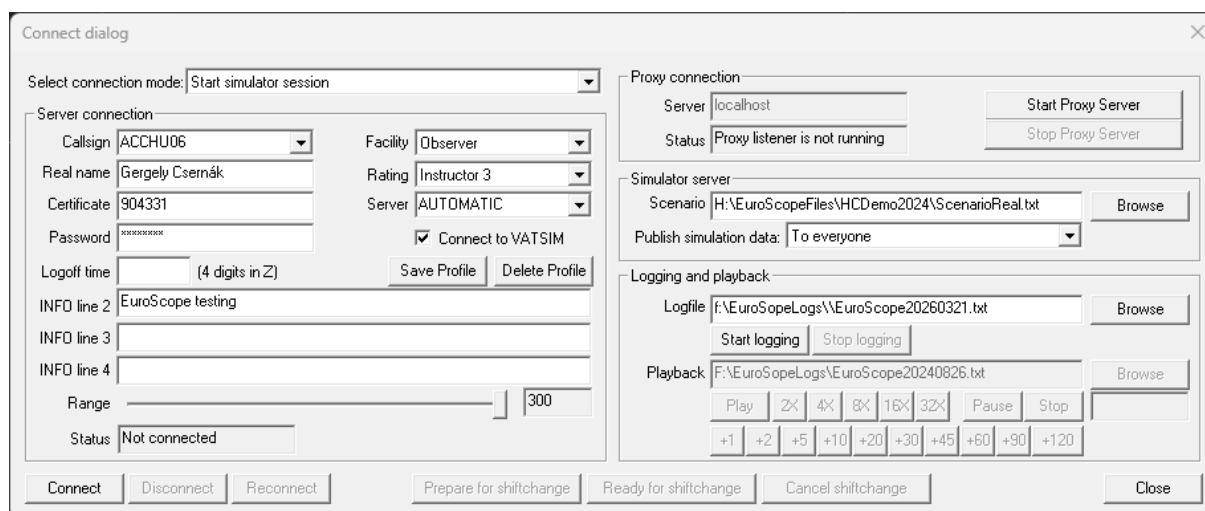 Connect dialog
Select connection mode: Start simulator session
Server connection
Callsign ACCHU06 Facility Observer
Real name Gergely Csernák Rating Instructor 3
Certificate 904331 Server AUTOMATIC
Password ******** Connect to VATSIM
Logoff time (4 digits in Z) Save Profile Delete Profile
INFO line 2 EuroScope testing
INFO line 3
INFO line 4
Range 300
Status Not connected
Proxy connection
Server localhost Start Proxy Server
Status Proxy listener is not running Stop Proxy Server
Simulator server
Scenario H:\EuroScopeFiles\HCDemo2024\ScenarioReal.txt Browse
Publish simulation data: To everyone
Logging and playback
Logfile f:\EuroSopeLogs\\EuroScope20260321.txt Browse
Start logging Stop logging
Playback F:\EuroSopeLogs\EuroScope20240826.txt Browse
Play 2X 4X 8X 16X 32X Pause Stop
+1 +2 +5 +10 +20 +30 +45 +60 +90 +120
Connect Disconnect Reconnect Prepare for shiftchange Ready for shiftchange Cancel shiftchange Close